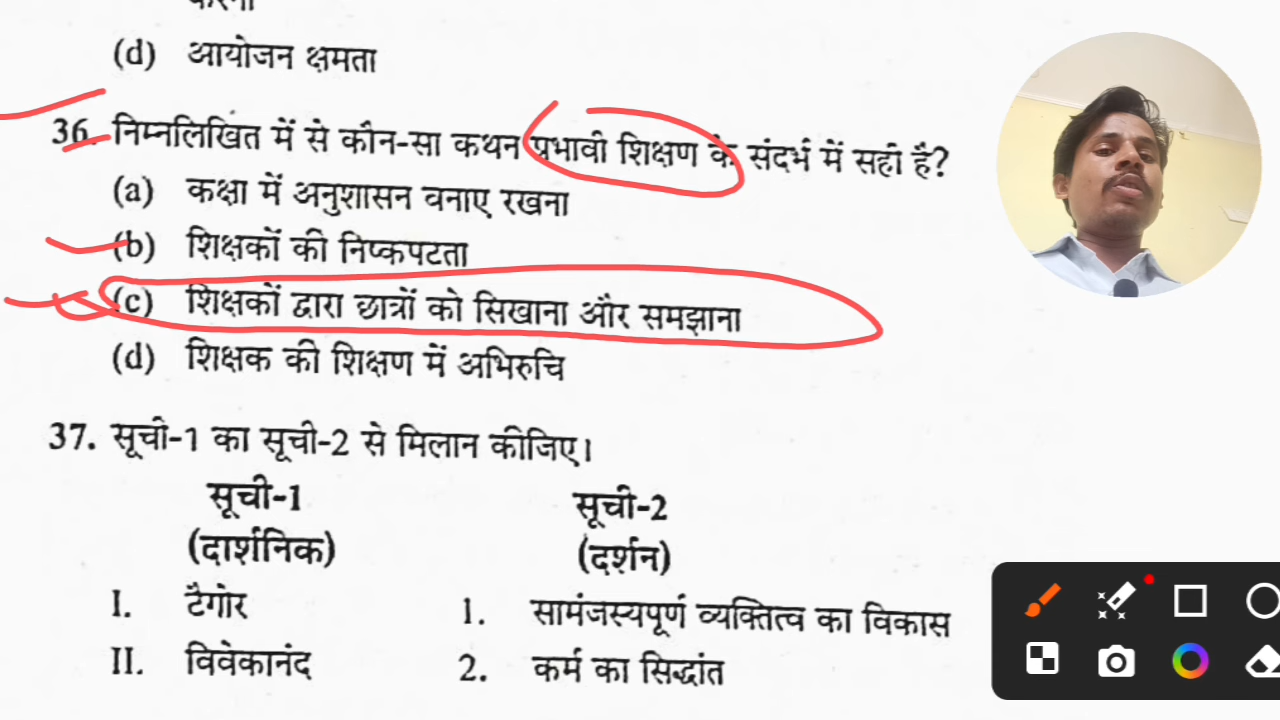 (d) आयोजन क्षमता
36. निम्नलिखित में से कौन-सा कथन प्रभावी शिक्षण के संदर्भ में सही है?
(a) कक्षा में अनुशासन बनाए रखना
(b) शिक्षकों की निष्कपटता
(c) शिक्षकों द्वारा छात्रों को सिखाना और समझाना
(d) शिक्षक की शिक्षण में अभिरुचि
37. सूची-1 का सूची-2 से मिलान कीजिए।
सूची-1 सूची-2
(दार्शनिक) (दर्शन)
I. टैगोर 1. सामंजस्यपूर्ण व्यक्तित्व का विकास
II. विवेकानंद 2. कर्म का सिद्धांत